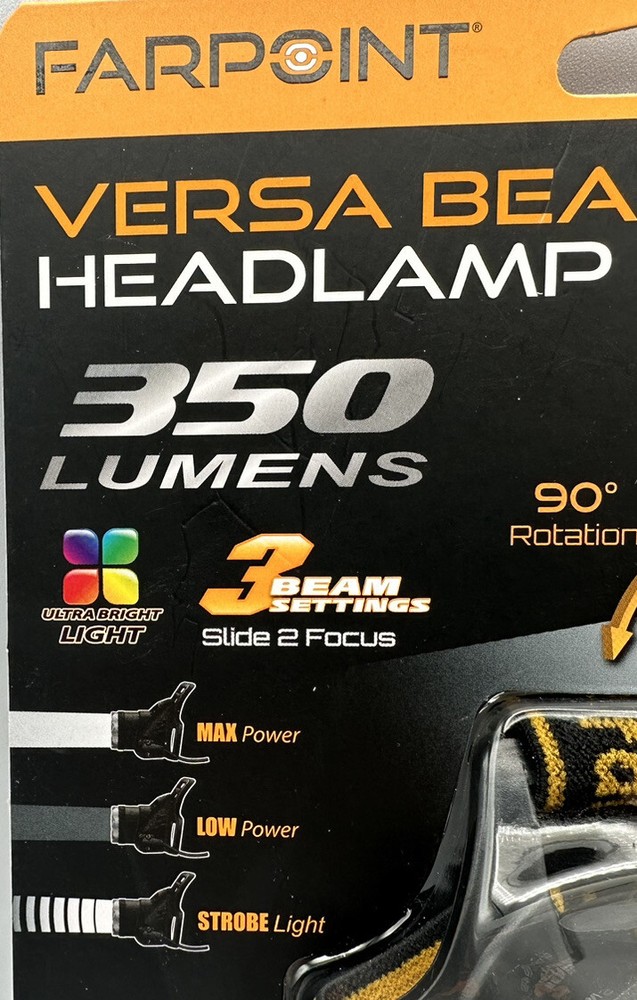 FARPOINT®
VERSA BEA
HEADLAMP
350
LUMENS
90°
Rotation
ULTRA BRIGHT
LIGHT
3 BEAM
SETTINGS
Slide 2 Focus
MAX Power
LOW Power
STROBE Light